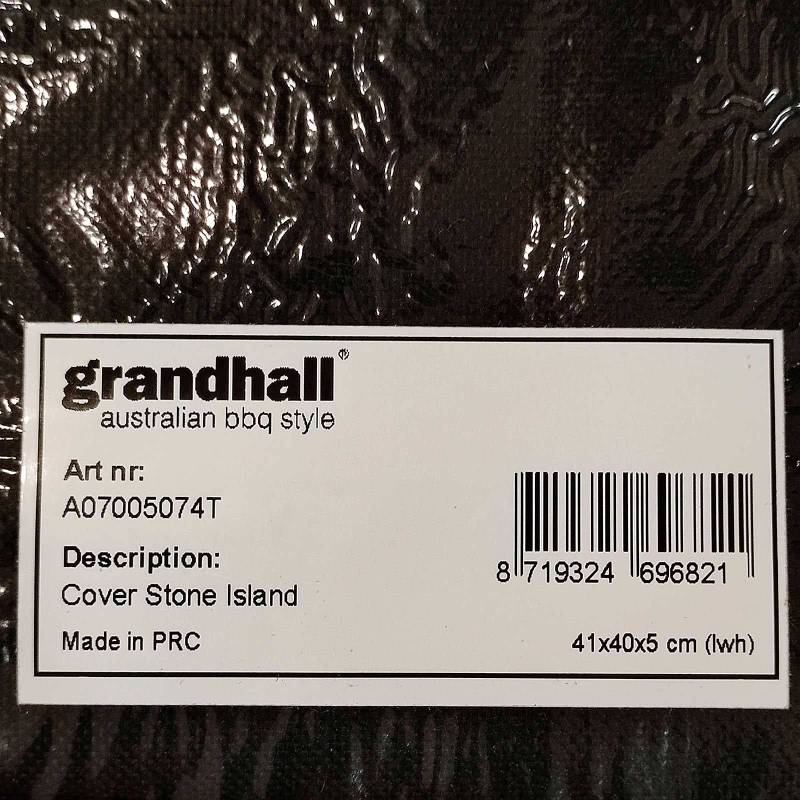 grandhall®
australian bbq style
Art nr:
A07005074T
Description:
Cover Stone Island
Made in PRC
8 719324 696821
41x40x5 cm (lwh)